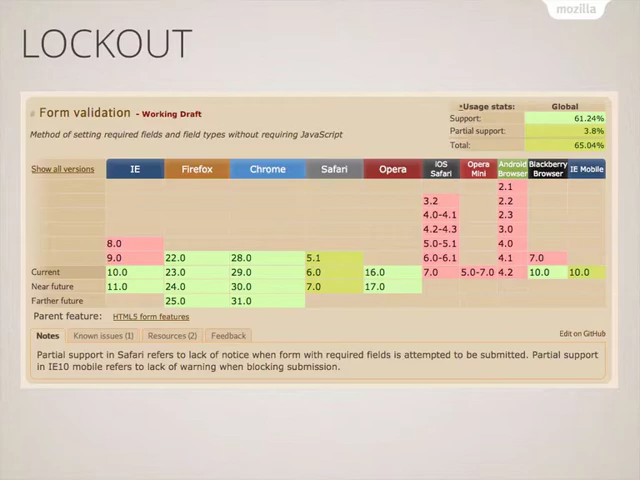 mozilla
LOCKOUT
# Form validation - Working Draft
*Usage stats: Global
Support: 61.24%
Partial support: 3.8%
Total: 65.04%
Method of setting required fields and field types without requiring JavaScript
Show all versions IE Firefox Chrome Safari Opera iOS Safari Opera Mini Android Browser Blackberry Browser IE Mobile
2.1
3.2 2.2
4.0-4.1 2.3
4.2-4.3 3.0
8.0 5.0-5.1 4.0
9.0 22.0 28.0 5.1 6.0-6.1 4.1 7.0
Current 10.0 23.0 29.0 6.0 16.0 7.0 5.0-7.0 4.2 10.0 10.0
Near future 11.0 24.0 30.0 7.0 17.0
Farther future 25.0 31.0
Parent feature: HTML5 form features
Notes Known issues (1) Resources (2) Feedback Edit on GitHub
Partial support in Safari refers to lack of notice when form with required fields is attempted to be submitted. Partial support
in IE10 mobile refers to lack of warning when blocking submission.